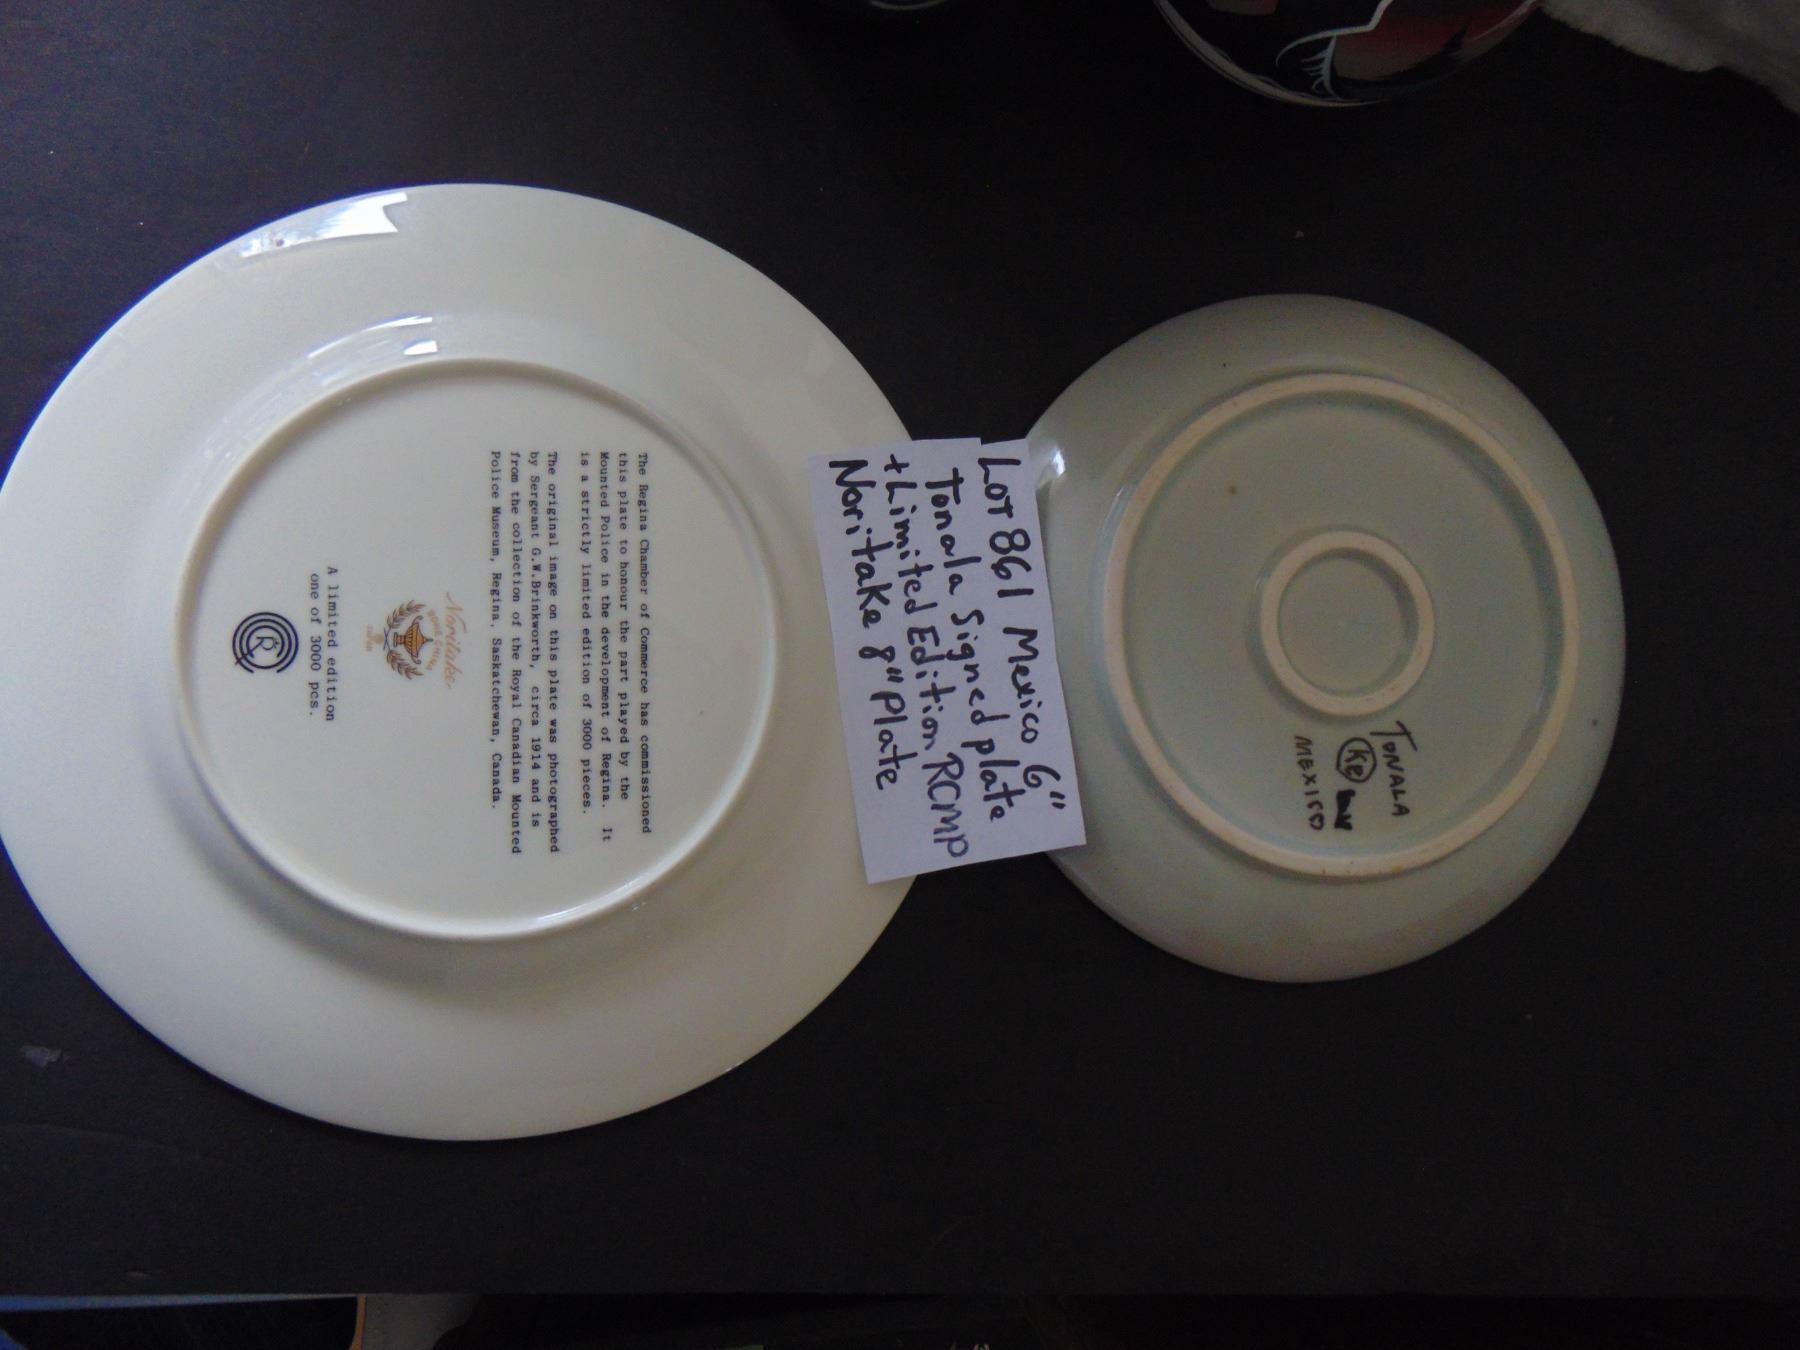 The Regina Chamber of Commerce has commissioned
this plate to honour the part played by the
Mounted Police in the development of Regina. It
is a strictly limited edition of 3000 pieces.
The original image on this plate was photographed
by Sergeant G.W.Brinkworth, circa 1914 and is
from the collection of the Royal Canadian Mounted
Police Museum, Regina, Saskatchewan, Canada.
Noritake
BONE CHINA
JAPAN
A limited edition
one of 3000 pcs.
R
LOT 861 Mexico 6"
Tonala Signed plate
+ Limited Edition RCMP
Noritake 8" Plate
TONALA
KE
MEXICO